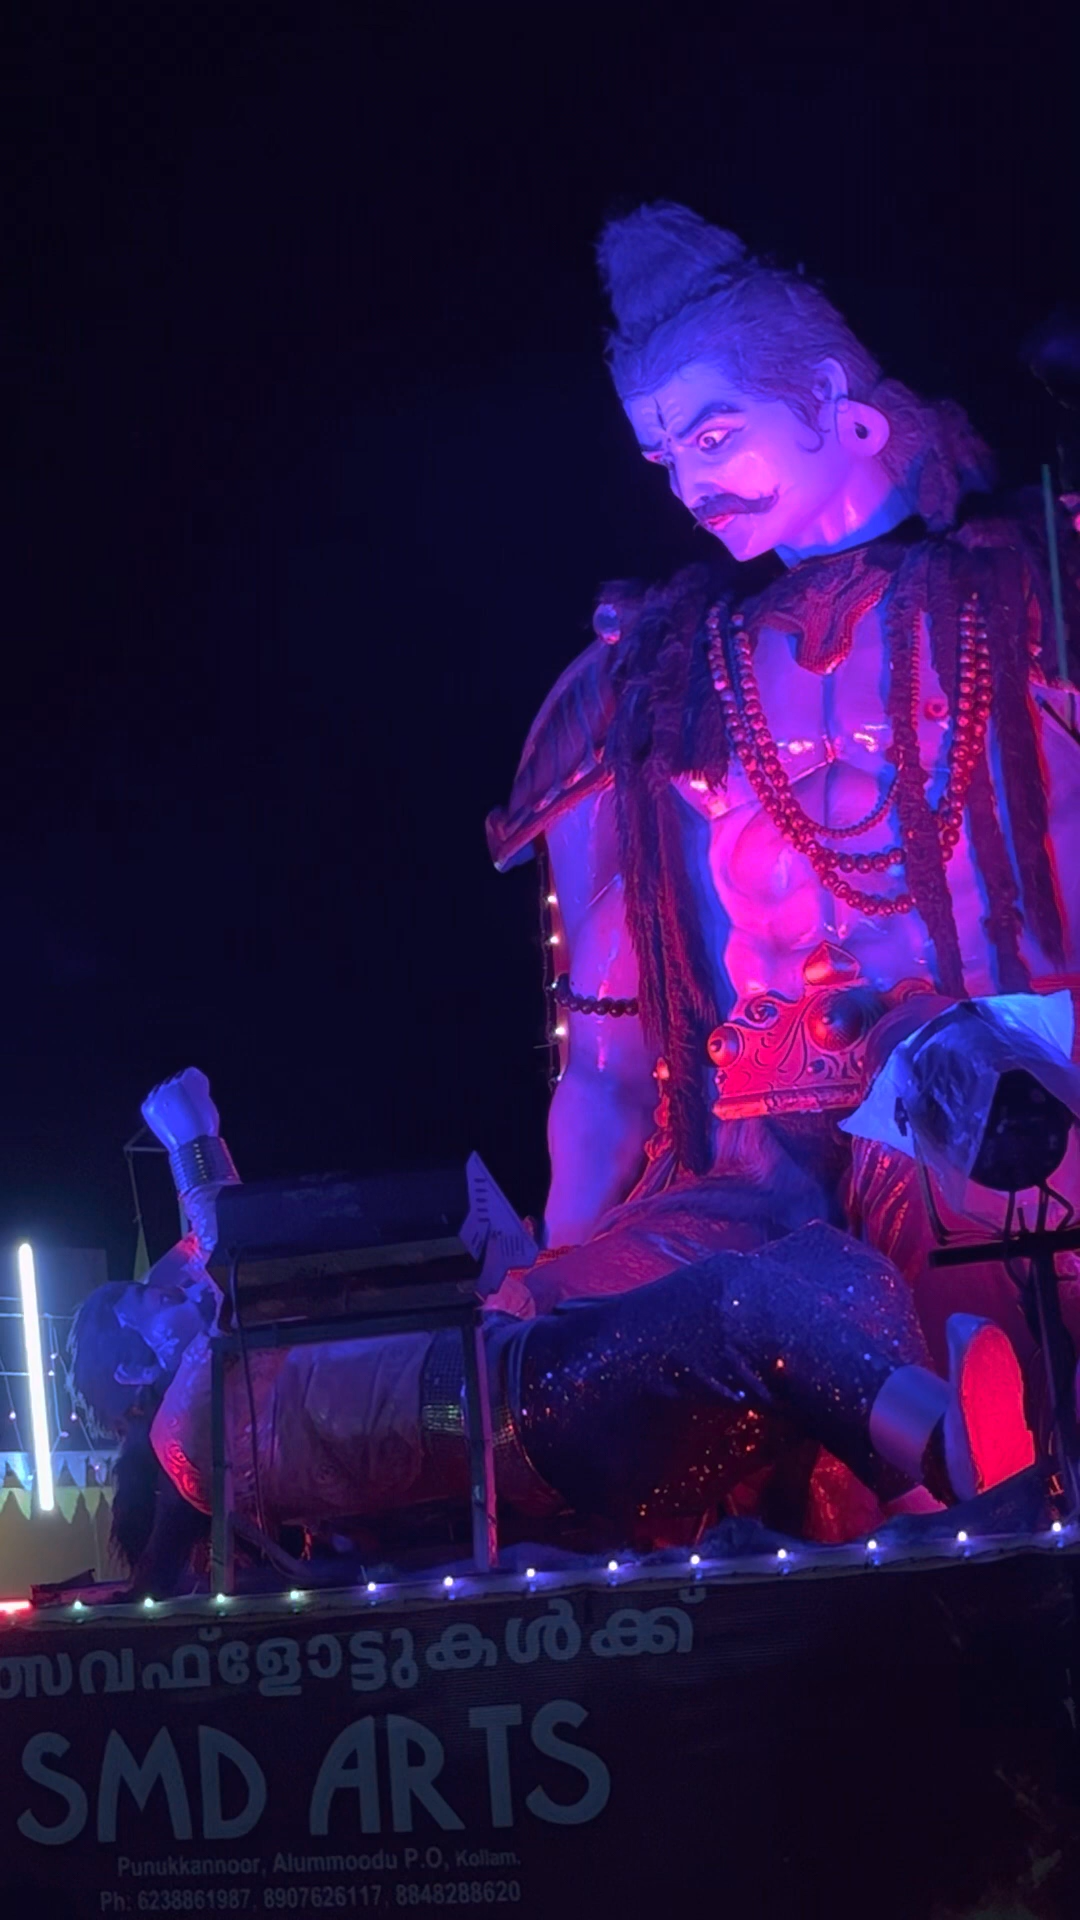 ത്സവഫ്ളോട്ടുകൾക്ക്
SMD ARTS
Punukkannoor, Alummoodu P.O, Kollam.
Ph: 6238861987, 8907626117, 8848288620